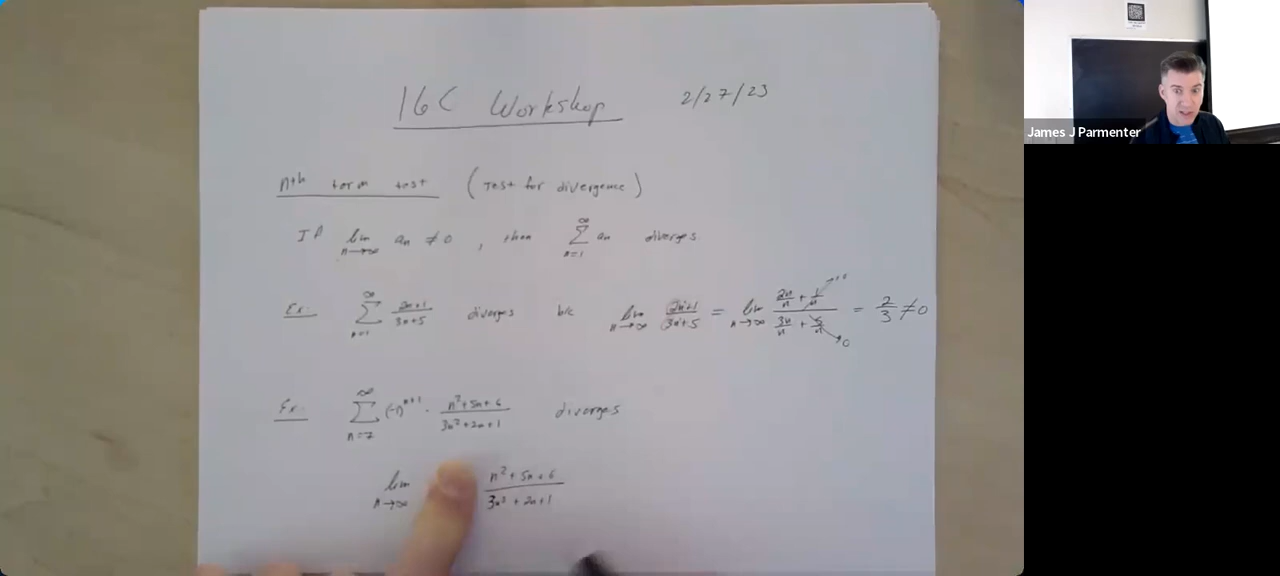 16C Workshop 2/27/23
James J Parmenter
nth term test (Test for divergence)
If lim n→∞ an ≠ 0, then ∞ Σ n=1 an diverges
Ex: ∞ Σ n=1 2n+1/3n+5 diverges b/c lim n→∞ 2n+1/3n+5 = lim n→∞ (2n/n + 1/n)/(3n/n + 5/n) = 2/3 ≠ 0
Ex. ∞ Σ n=7 (-1)^n+1 · n²+5n+6/3n²+2n+1 diverges
lim n→∞ n²+5n+6/3n²+2n+1